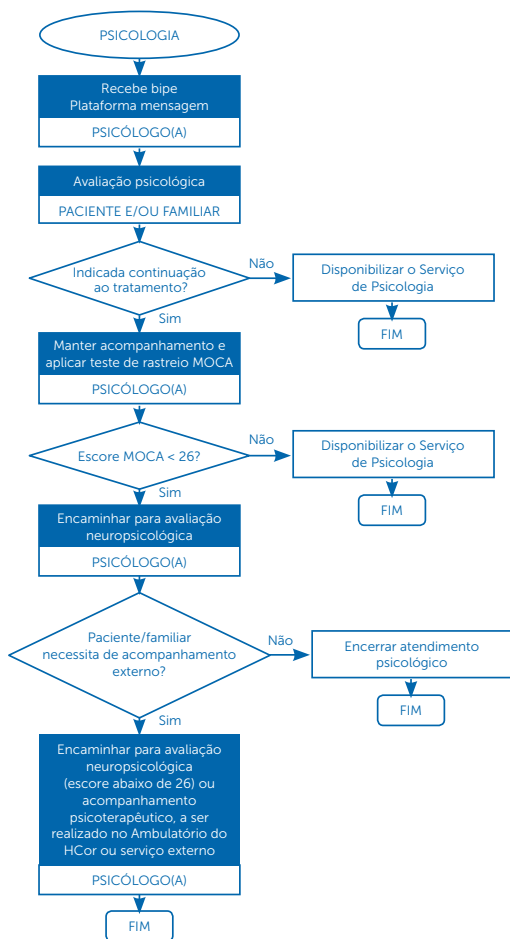 PSICOLOGIA
Recebe bipe
Plataforma mensagem
PSICÓLOGO(A)
Avaliação psicológica
PACIENTE E/OU FAMILIAR
Indicada continuação
ao tratamento?
Não
Disponibilizar o Serviço
de Psicologia
FIM
Sim
Manter acompanhamento e
aplicar teste de rastreio MOCA
PSICÓLOGO(A)
Escore MOCA < 26?
Não
Disponibilizar o Serviço
de Psicologia
FIM
Sim
Encaminhar para avaliação
neuropsicológica
PSICÓLOGO(A)
Paciente/familiar
necessita de acompanhamento
externo?
Não
Encerrar atendimento
psicológico
FIM
Sim
Encaminhar para avaliação
neuropsicológica
(escore abaixo de 26) ou
acompanhamento
psicoterapêutico, a ser
realizado no Ambulatório do
HCor ou serviço externo
PSICÓLOGO(A)
FIM